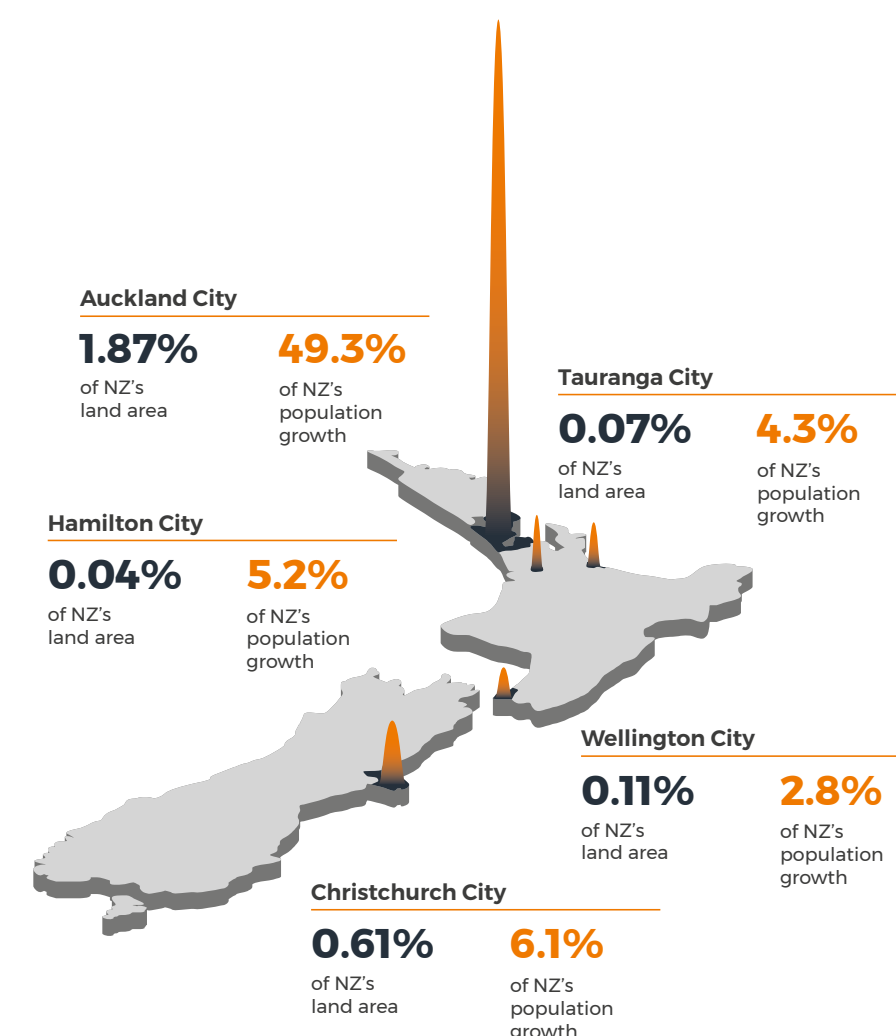 Auckland City
1.87%
of NZ's
land area
49.3%
of NZ's
population
growth
Tauranga City
0.07%
of NZ's
land area
4.3%
of NZ's
population
growth
Hamilton City
0.04%
of NZ's
land area
5.2%
of NZ's
population
growth
Wellington City
0.11%
of NZ's
land area
2.8%
of NZ's
population
growth
Christchurch City
0.61%
of NZ's
land area
6.1%
of NZ's
population
growth